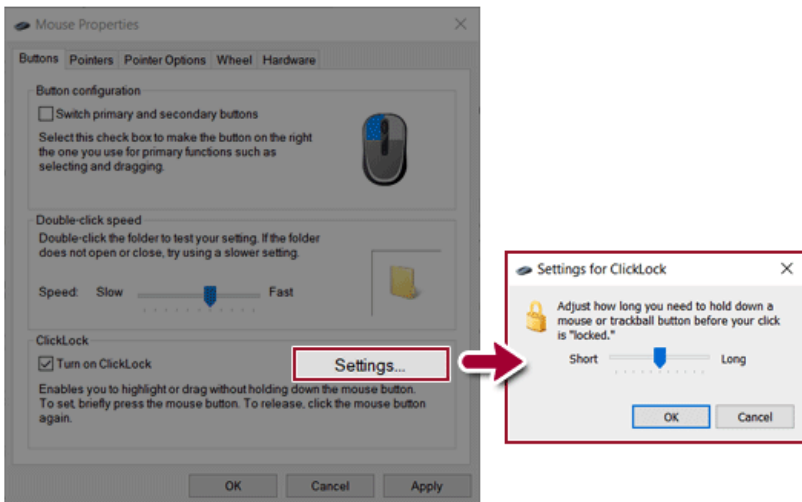 Mouse Properties
Buttons Pointers Pointer Options Wheel Hardware
Button configuration
Switch primary and secondary buttons
Select this check box to make the button on the right
the one you use for primary functions such as
selecting and dragging.
Double-click speed
Double-click the folder to test your setting. If the folder
does not open or close, try using a slower setting.
Speed: Slow Fast
ClickLock
Turn on ClickLock
Settings...
Enables you to highlight or drag without holding down the mouse button.
To set, briefly press the mouse button. To release, click the mouse button
again.
OK Cancel Apply
Settings for ClickLock
Adjust how long you need to hold down a
mouse or trackball button before your click
is "locked."
Short Long
OK Cancel